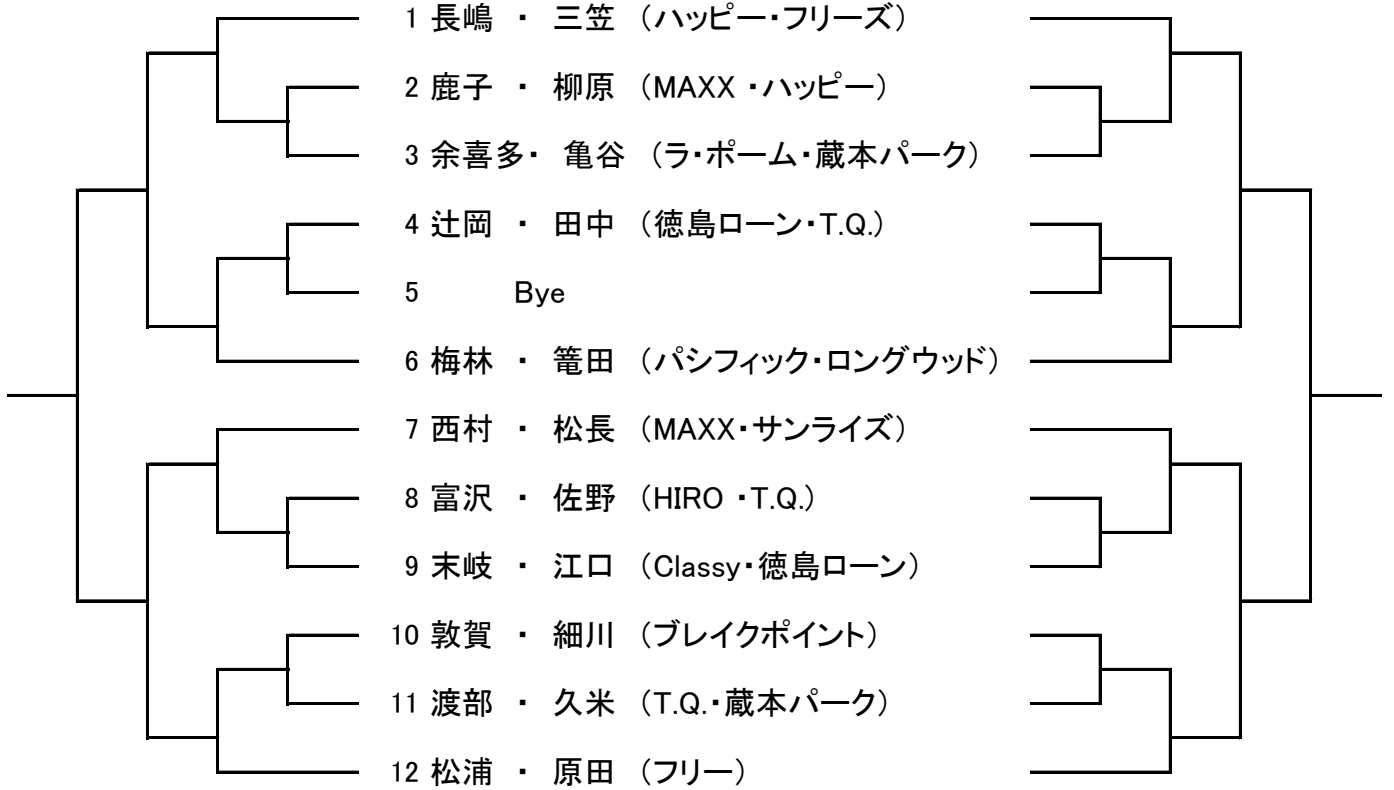 1 長嶋 ・ 三笠 （ハッピー・フリーズ）
2 鹿子 ・ 柳原 （MAXX ・ハッピー）
3 余喜多・ 亀谷 （ラ・ポーム・蔵本パーク）
4 辻岡 ・ 田中 （徳島ローン・T.Q.）
5 Bye
6 梅林 ・ 篭田 （パシフィック・ロングウッド）
7 西村 ・ 松長 （MAXX・サンライズ）
8 富沢 ・ 佐野 （HIRO ・T.Q.）
9 末岐 ・ 江口 （Classy・徳島ローン）
10 敦賀 ・ 細川 （ブレイクポイント）
11 渡部 ・ 久米 （T.Q.・蔵本パーク）
12 松浦 ・ 原田 （フリー）